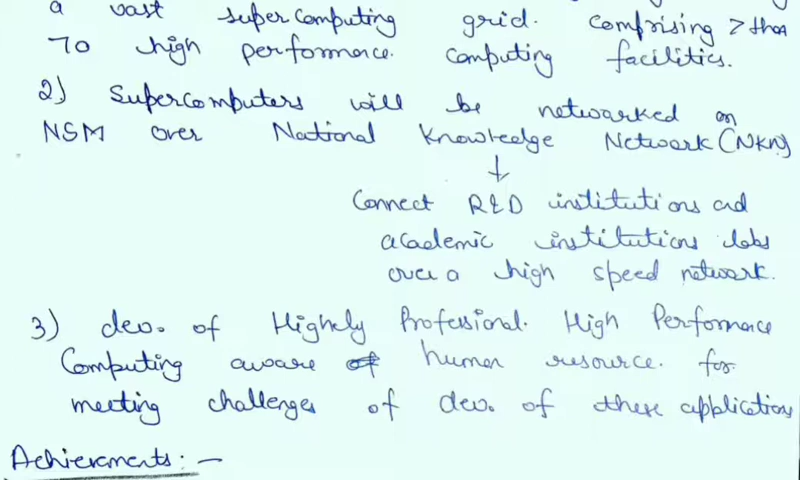 a vast supercomputing grid. comprising > than
70 high performance computing facilities.
2) Supercomputers will be networked on
NSM over National Knowledge Network (NKN)
↓
Connect R&D institutions and
academic institutions labs
over a high speed network.
3) dev. of Highly Professional. High Performance
Computing aware of human resource. for
meeting challenges of dev. of these applications
Achievements: —